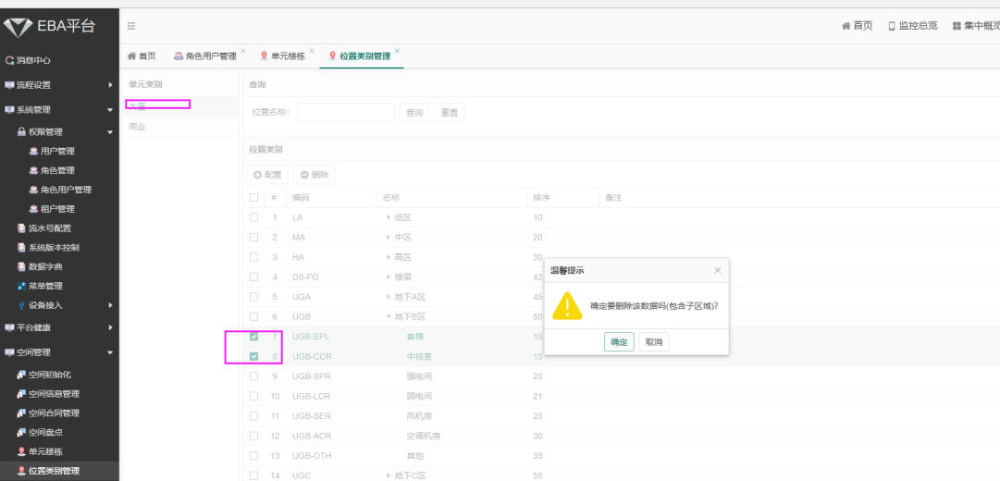 EBA平台
首页 监控总览 集中概览
消息中心
流程设置
系统管理
权限管理
用户管理
角色管理
角色用户管理
租户管理
流水号配置
系统版本控制
数据字典
菜单管理
设备接入
平台健康
空间管理
空间初始化
空间信息管理
空间合同管理
空间盘点
单元楼栋
位置类别管理
首页 角色用户管理 × 单元楼栋 × 位置类别管理 ×
单元类别
大厦
商业
查询
位置名称： 查询 重置
位置类别
配置 删除
# 编码 名称 排序 备注
1 LA 低区 10
2 MA 中区 20
3 HA 高区 30
4 DS-FO 楼层 42
5 UGA 地下A区 45
6 UGB 地下B区 50
7 UGB-EPL 客梯 10
8 UGB-CCR 中控室 15
9 UGB-SPR 强电间 20
10 UGB-LCR 弱电间 21
11 UGB-SER 风机房 25
12 UGB-ACR 空调机房 30
13 UGB-OTH 其他 35
14 UGC 地下C区 55
温馨提示 ×
确定要删除该数据吗(包含子区域)?
确定 取消